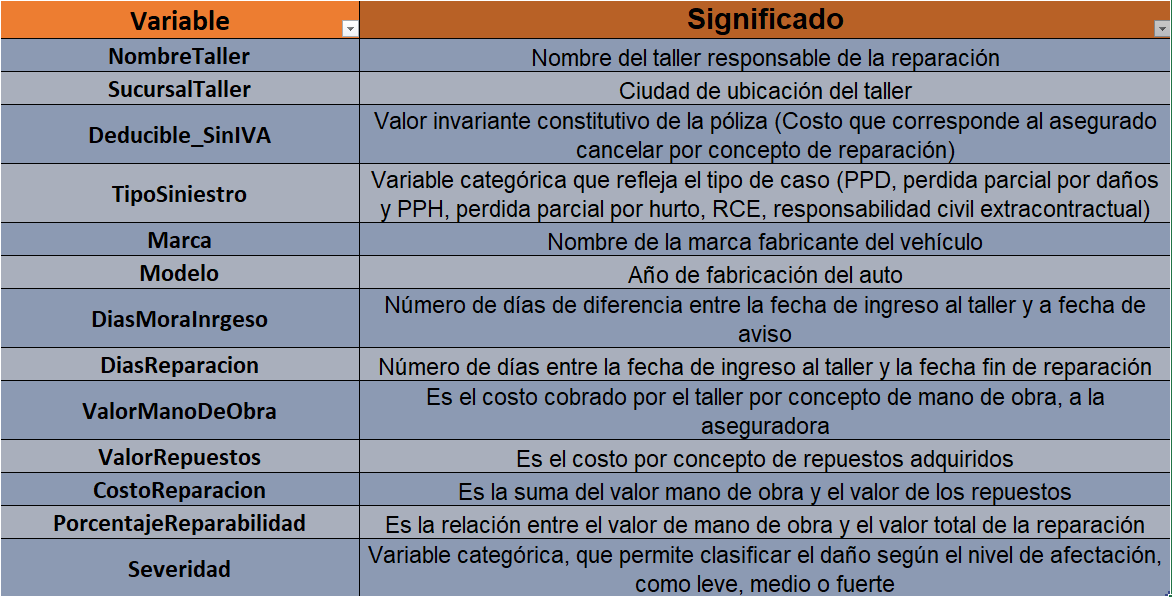 Variable Significado
NombreTaller Nombre del taller responsable de la reparación
SucursalTaller Ciudad de ubicación del taller
Deducible_SinIVA Valor invariante constitutivo de la póliza (Costo que corresponde al asegurado
cancelar por concepto de reparación)
TipoSiniestro Variable categórica que refleja el tipo de caso (PPD, perdida parcial por daños
y PPH, perdida parcial por hurto, RCE, responsabilidad civil extracontractual)
Marca Nombre de la marca fabricante del vehículo
Modelo Año de fabricación del auto
DiasMoraInrgeso Número de días de diferencia entre la fecha de ingreso al taller y a fecha de
aviso
DiasReparacion Número de días entre la fecha de ingreso al taller y la fecha fin de reparación
ValorManoDeObra Es el costo cobrado por el taller por concepto de mano de obra, a la
aseguradora
ValorRepuestos Es el costo por concepto de repuestos adquiridos
CostoReparacion Es la suma del valor mano de obra y el valor de los repuestos
PorcentajeReparabilidad Es la relación entre el valor de mano de obra y el valor total de la reparación
Severidad Variable categórica, que permite clasificar el daño según el nivel de afectación,
como leve, medio o fuerte